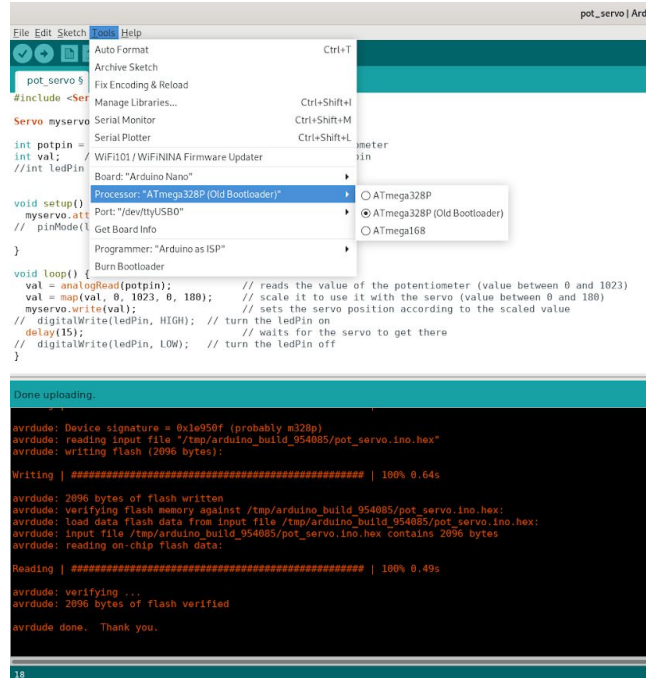 pot_servo | Ard
File Edit Sketch Tools Help
pot_servo §
Auto Format Ctrl+T
Archive Sketch
Fix Encoding & Reload
Manage Libraries... Ctrl+Shift+I
Serial Monitor Ctrl+Shift+M
Serial Plotter Ctrl+Shift+L
WiFi101 / WiFiNINA Firmware Updater
Board: "Arduino Nano"
Processor: "ATmega328P (Old Bootloader)"
Port: "/dev/ttyUSB0"
Get Board Info
Programmer: "Arduino as ISP"
Burn Bootloader
ATmega328P
ATmega328P (Old Bootloader)
ATmega168
#include <Ser
Servo myservo
int potpin = ometer
int val; / pin
//int ledPin
void setup()
myservo.att
// pinMode(l
}
void loop() {
val = analogRead(potpin); // reads the value of the potentiometer (value between 0 and 1023)
val = map(val, 0, 1023, 0, 180); // scale it to use it with the servo (value between 0 and 180)
myservo.write(val); // sets the servo position according to the scaled value
// digitalWrite(ledPin, HIGH); // turn the ledPin on
delay(15); // waits for the servo to get there
// digitalWrite(ledPin, LOW); // turn the ledPin off
}
Done uploading.
avrdude: Device signature = 0x1e950f (probably m328p)
avrdude: reading input file "/tmp/arduino_build_954085/pot_servo.ino.hex"
avrdude: writing flash (2096 bytes):
Writing | ################################################## | 100% 0.64s
avrdude: 2096 bytes of flash written
avrdude: verifying flash memory against /tmp/arduino_build_954085/pot_servo.ino.hex:
avrdude: load data flash data from input file /tmp/arduino_build_954085/pot_servo.ino.hex:
avrdude: input file /tmp/arduino_build_954085/pot_servo.ino.hex contains 2096 bytes
avrdude: reading on-chip flash data:
Reading | ################################################## | 100% 0.49s
avrdude: verifying ...
avrdude: 2096 bytes of flash verified
avrdude done. Thank you.
18